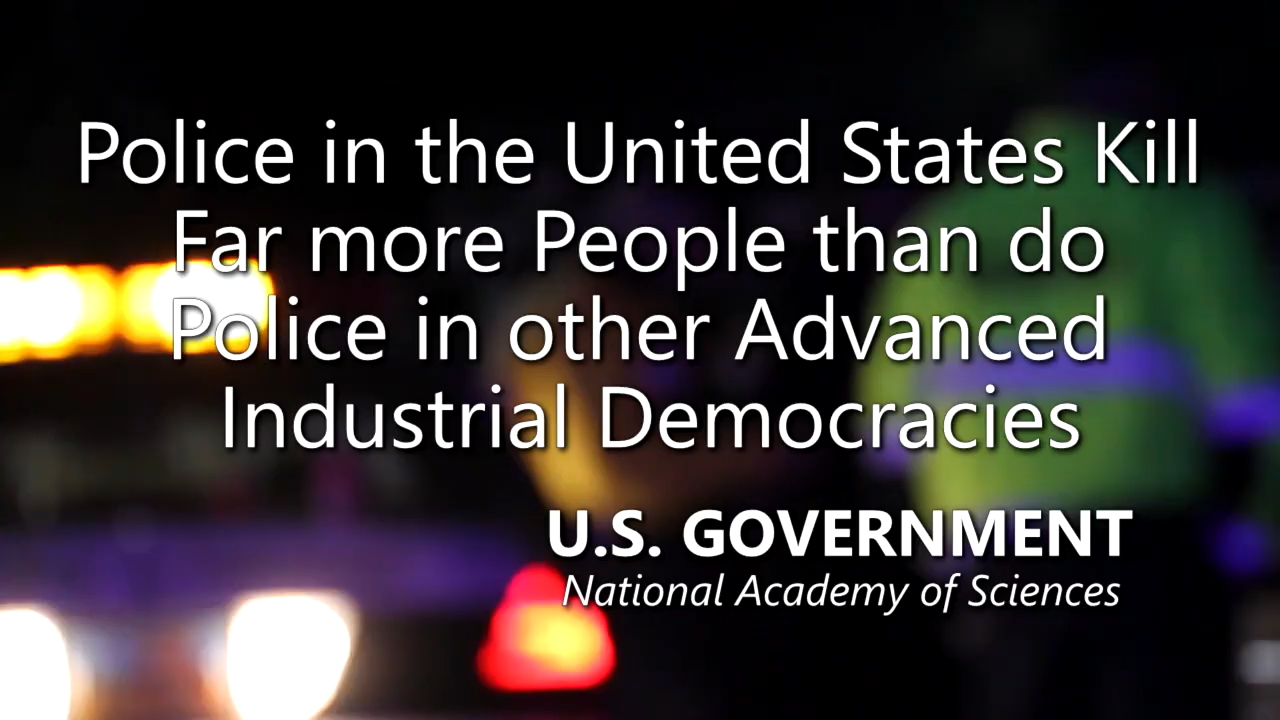 Police in the United States Kill
Far more People than do
Police in other Advanced
Industrial Democracies
U.S. GOVERNMENT
National Academy of Sciences